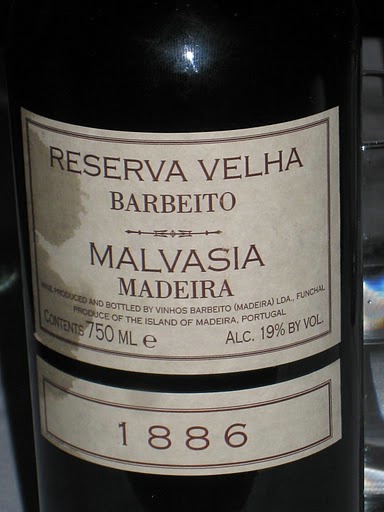 RESERVA VELHA
BARBEITO
MALVASIA
MADEIRA
WINE PRODUCED AND BOTTLED BY VINHOS BARBEITO (MADEIRA) LDA., FUNCHAL
PRODUCE OF THE ISLAND OF MADEIRA, PORTUGAL
CONTENTS 750 ML e
ALC. 19% BY VOL.
1886